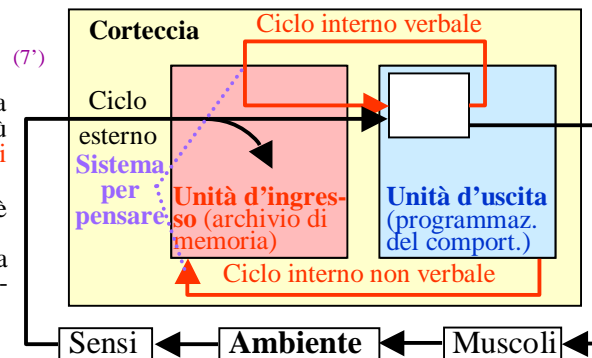 Corteccia
Ciclo interno verbale
(7’)
a
ù
i
è
a
-
Ciclo
esterno
Sistema
per
pensare
Unità d’ingres-
so (archivio di
memoria)
Unità d’uscita
(programmaz.
del comport.)
Ciclo interno non verbale
Sensi
Ambiente
Muscoli